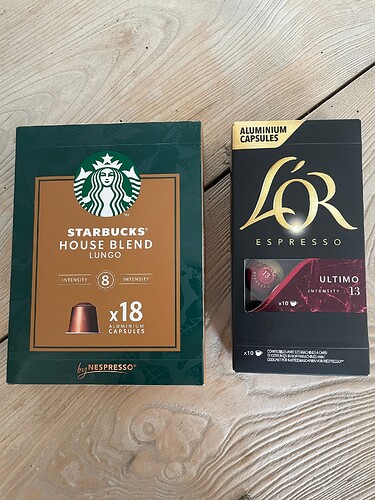 STARBUCKS®
HOUSE BLEND
LUNGO
INTENSITY 8 INTENSITY
x18
ALUMINIUM
CAPSULES
by NESPRESSO®
ALUMINIUM
CAPSULES
L'OR
ESPRESSO
13
ULTIMO
INTENSITY 13
x10
x10